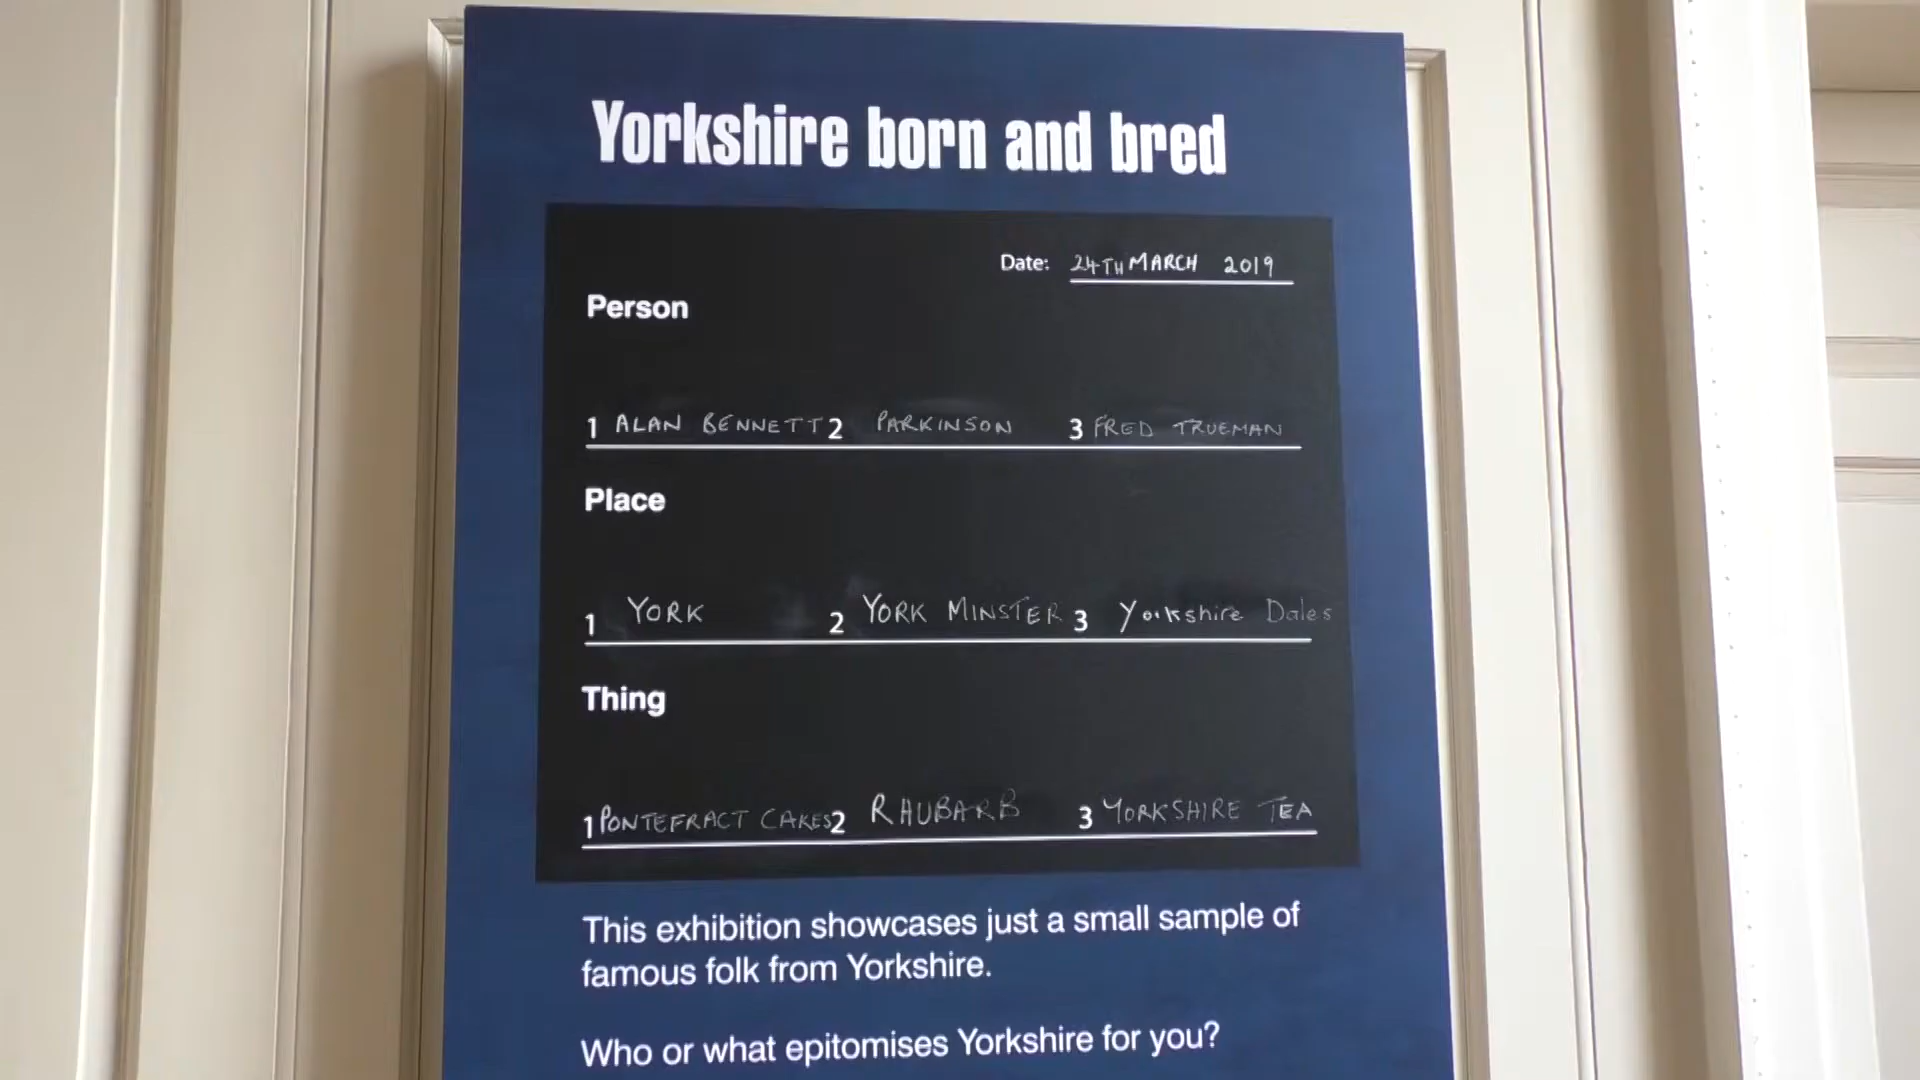 Yorkshire born and bred
Date: 24TH MARCH 2019
Person
1 ALAN BENNETT 2 PARKINSON 3 FRED TRUEMAN
Place
1 YORK 2 YORK MINSTER 3 Yorkshire Dales
Thing
1 PONTEFRACT CAKES 2 RHUBARB 3 YORKSHIRE TEA
This exhibition showcases just a small sample of
famous folk from Yorkshire.
Who or what epitomises Yorkshire for you?